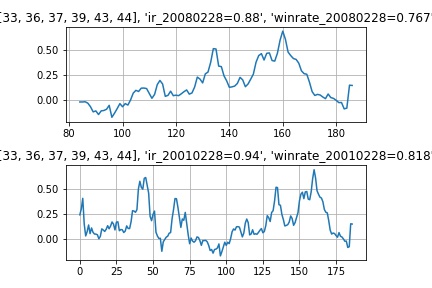 [33, 36, 37, 39, 43, 44], 'ir_20080228=0.88', 'winrate_20080228=0.767'
0.50
0.25
0.00
80 100 120 140 160 180
[33, 36, 37, 39, 43, 44], 'ir_20010228=0.94', 'winrate_20010228=0.818'
0.50
0.25
0.00
0 25 50 75 100 125 150 175